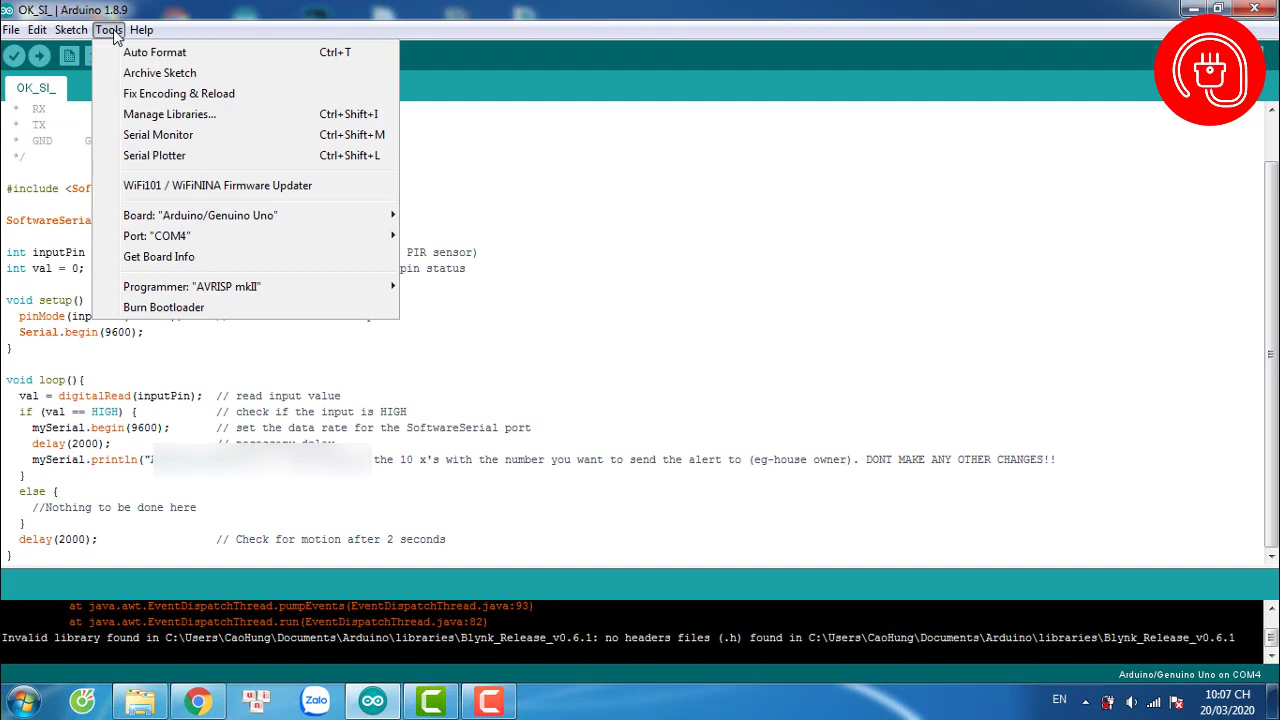 OK_SI_ | Arduino 1.8.9
File Edit Sketch Tools Help
Auto Format Ctrl+T
OK_SI_
Archive Sketch
Fix Encoding & Reload
Manage Libraries... Ctrl+Shift+I
Serial Monitor Ctrl+Shift+M
Serial Plotter Ctrl+Shift+L
WiFi101 / WiFiNINA Firmware Updater
Board: "Arduino/Genuino Uno"
Port: "COM4"
Get Board Info
Programmer: "AVRISP mkII"
Burn Bootloader
* RX
* TX
* GND G
*/
#include <Sof
SoftwareSeria
int inputPin PIR sensor)
int val = 0; pin status
void setup()
pinMode(inp
Serial.begin(9600);
}
void loop(){
val = digitalRead(inputPin); // read input value
if (val == HIGH) { // check if the input is HIGH
mySerial.begin(9600); // set the data rate for the SoftwareSerial port
delay(2000); // necessary delay
mySerial.println(" the 10 x's with the number you want to send the alert to (eg-house owner). DONT MAKE ANY OTHER CHANGES!!
}
else {
//Nothing to be done here
}
delay(2000); // Check for motion after 2 seconds
}
at java.awt.EventDispatchThread.pumpEvents(EventDispatchThread.java:93)
at java.awt.EventDispatchThread.run(EventDispatchThread.java:82)
Invalid library found in C:\Users\CaoHung\Documents\Arduino\libraries\Blynk_Release_v0.6.1: no headers files (.h) found in C:\Users\CaoHung\Documents\Arduino\libraries\Blynk_Release_v0.6.1
Arduino/Genuino Uno on COM4
Zalo
EN
10:07 CH
20/03/2020